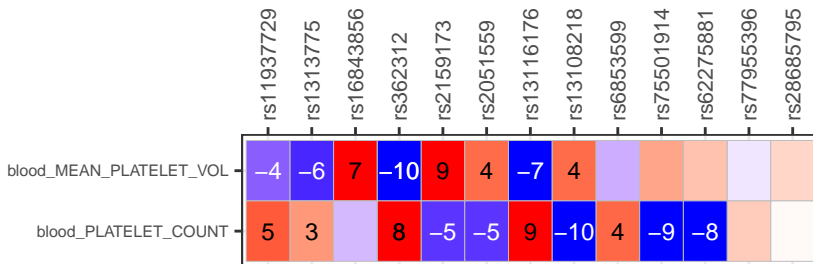 rs11937729 rs1313775 rs16843856 rs362312 rs2159173 rs2051559 rs13116176 rs13108218 rs6853599 rs75501914 rs62275881 rs77955396 rs28685795
blood_MEAN_PLATELET_VOL −4 −6 7 −10 9 4 −7 4
blood_PLATELET_COUNT 5 3 8 −5 −5 9 −10 4 −9 −8